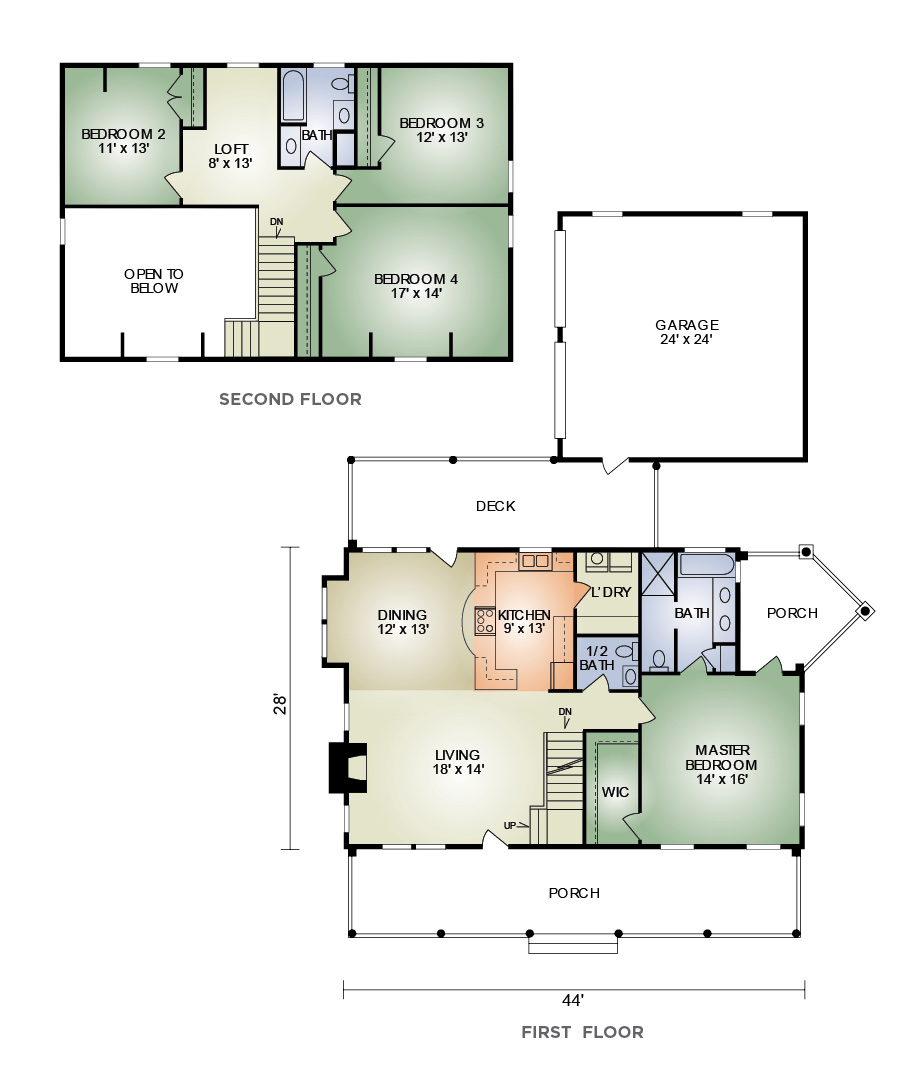 BEDROOM 2
11' x 13'
LOFT
8' x 13'
BATH
BEDROOM 3
12' x 13'
DN
OPEN TO
BELOW
BEDROOM 4
17' x 14'
SECOND FLOOR
GARAGE
24' x 24'
DECK
DINING
12' x 13'
KITCHEN
9' x 13'
L'DRY
BATH
PORCH
1/2
BATH
28'
DN
LIVING
18' x 14'
MASTER
BEDROOM
14' x 16'
WIC
UP
PORCH
44'
FIRST FLOOR